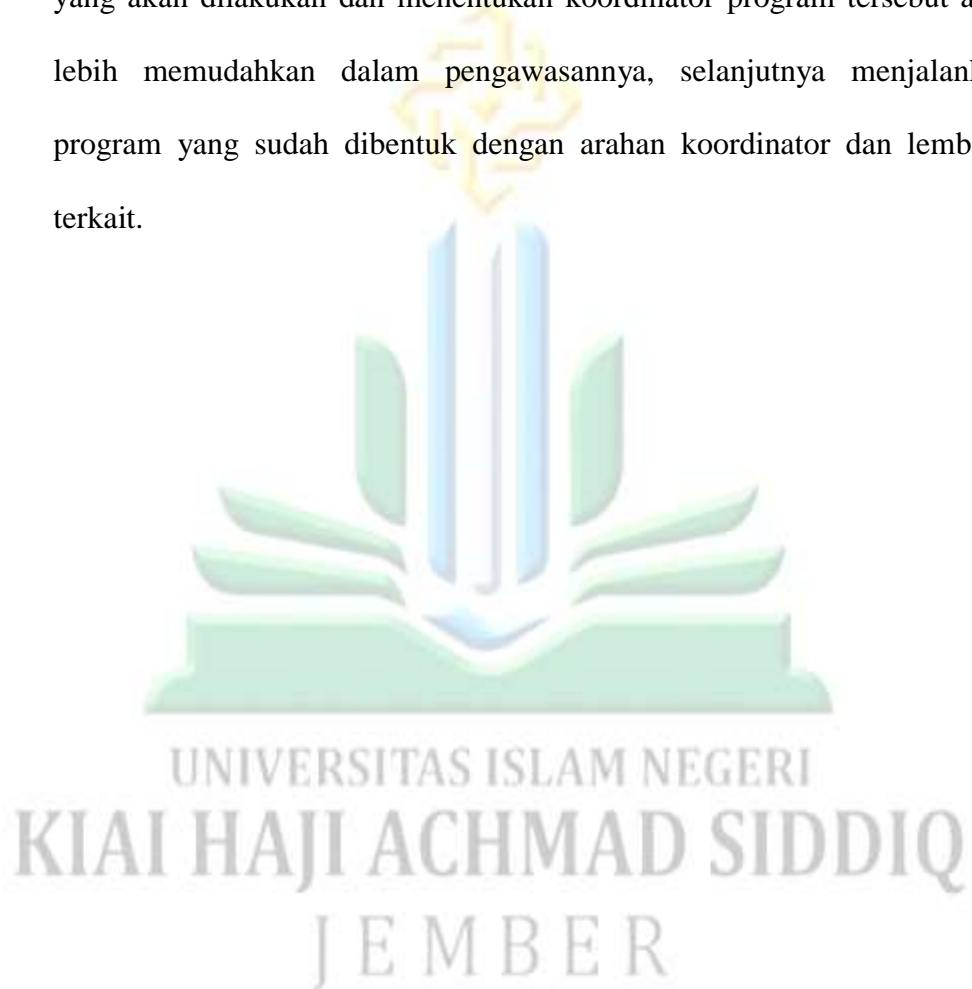 yang akan dilakukan dan menentukan koordinator program tersebut a
lebih memudahkan dalam pengawasannya, selanjutnya menjalan
program yang sudah dibentuk dengan arahan koordinator dan lemb
terkait.
UNIVERSITAS ISLAM NEGERI
KIAI HAJI ACHMAD SIDDIQ
JEMBER